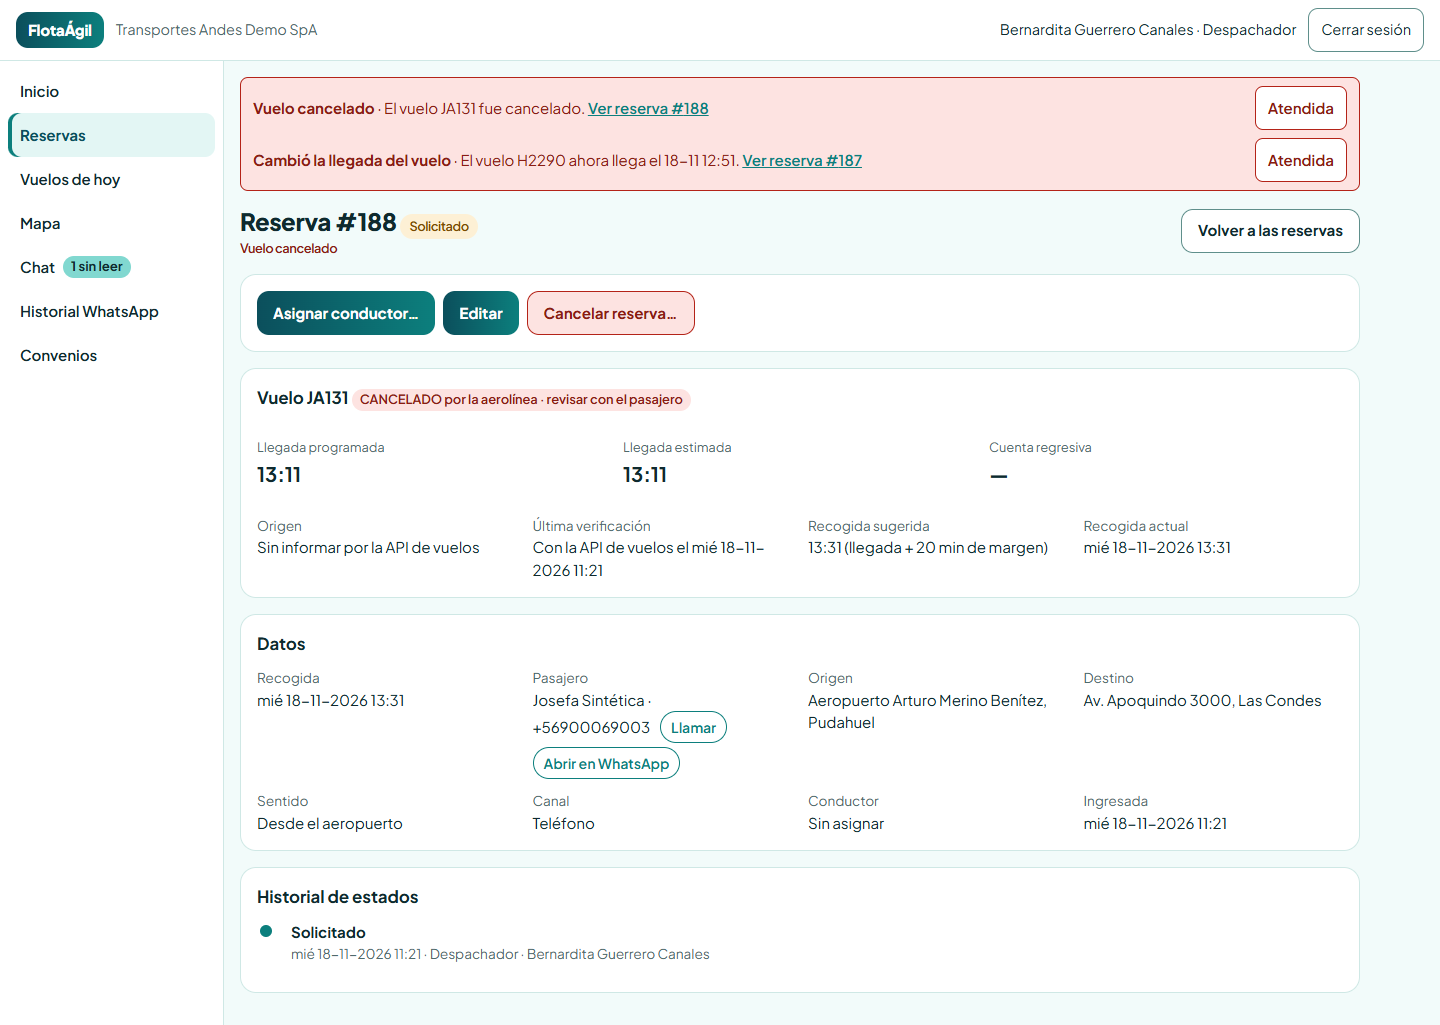 FlotaÁgil
Transportes Andes Demo SpA
Bernardita Guerrero Canales · Despachador
Cerrar sesión
Inicio
Reservas
Vuelos de hoy
Mapa
Chat 1 sin leer
Historial WhatsApp
Convenios
Vuelo cancelado · El vuelo JA131 fue cancelado. Ver reserva #188
Atendida
Cambió la llegada del vuelo · El vuelo H2290 ahora llega el 18-11 12:51. Ver reserva #187
Atendida
Reserva #188 Solicitado
Vuelo cancelado
Volver a las reservas
Asignar conductor…
Editar
Cancelar reserva…
Vuelo JA131 CANCELADO por la aerolínea · revisar con el pasajero
Llegada programada
13:11
Llegada estimada
13:11
Cuenta regresiva
—
Origen
Sin informar por la API de vuelos
Última verificación
Con la API de vuelos el mié 18-11-
2026 11:21
Recogida sugerida
13:31 (llegada + 20 min de margen)
Recogida actual
mié 18-11-2026 13:31
Datos
Recogida
mié 18-11-2026 13:31
Pasajero
Josefa Sintética ·
+56900069003 Llamar
Abrir en WhatsApp
Origen
Aeropuerto Arturo Merino Benítez,
Pudahuel
Destino
Av. Apoquindo 3000, Las Condes
Sentido
Desde el aeropuerto
Canal
Teléfono
Conductor
Sin asignar
Ingresada
mié 18-11-2026 11:21
Historial de estados
Solicitado
mié 18-11-2026 11:21 · Despachador · Bernardita Guerrero Canales